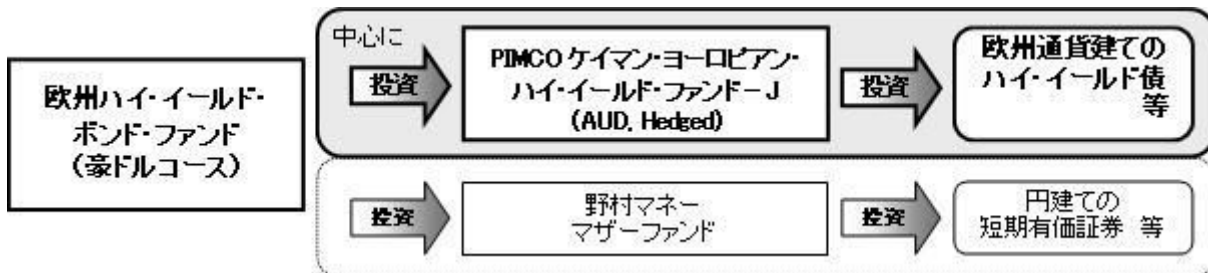 欧州ハイ・イールド・
ボンド・ファンド
(豪ドルコース)
中心に
投資
PIMCO ケイマン・ヨーロピアン・
ハイ・イールド・ファンド－J
(AUD, Hedged)
投資
欧州通貨建ての
ハイ・イールド債
等
投資
野村マネー
マザーファンド
投資
円建ての
短期有価証券 等